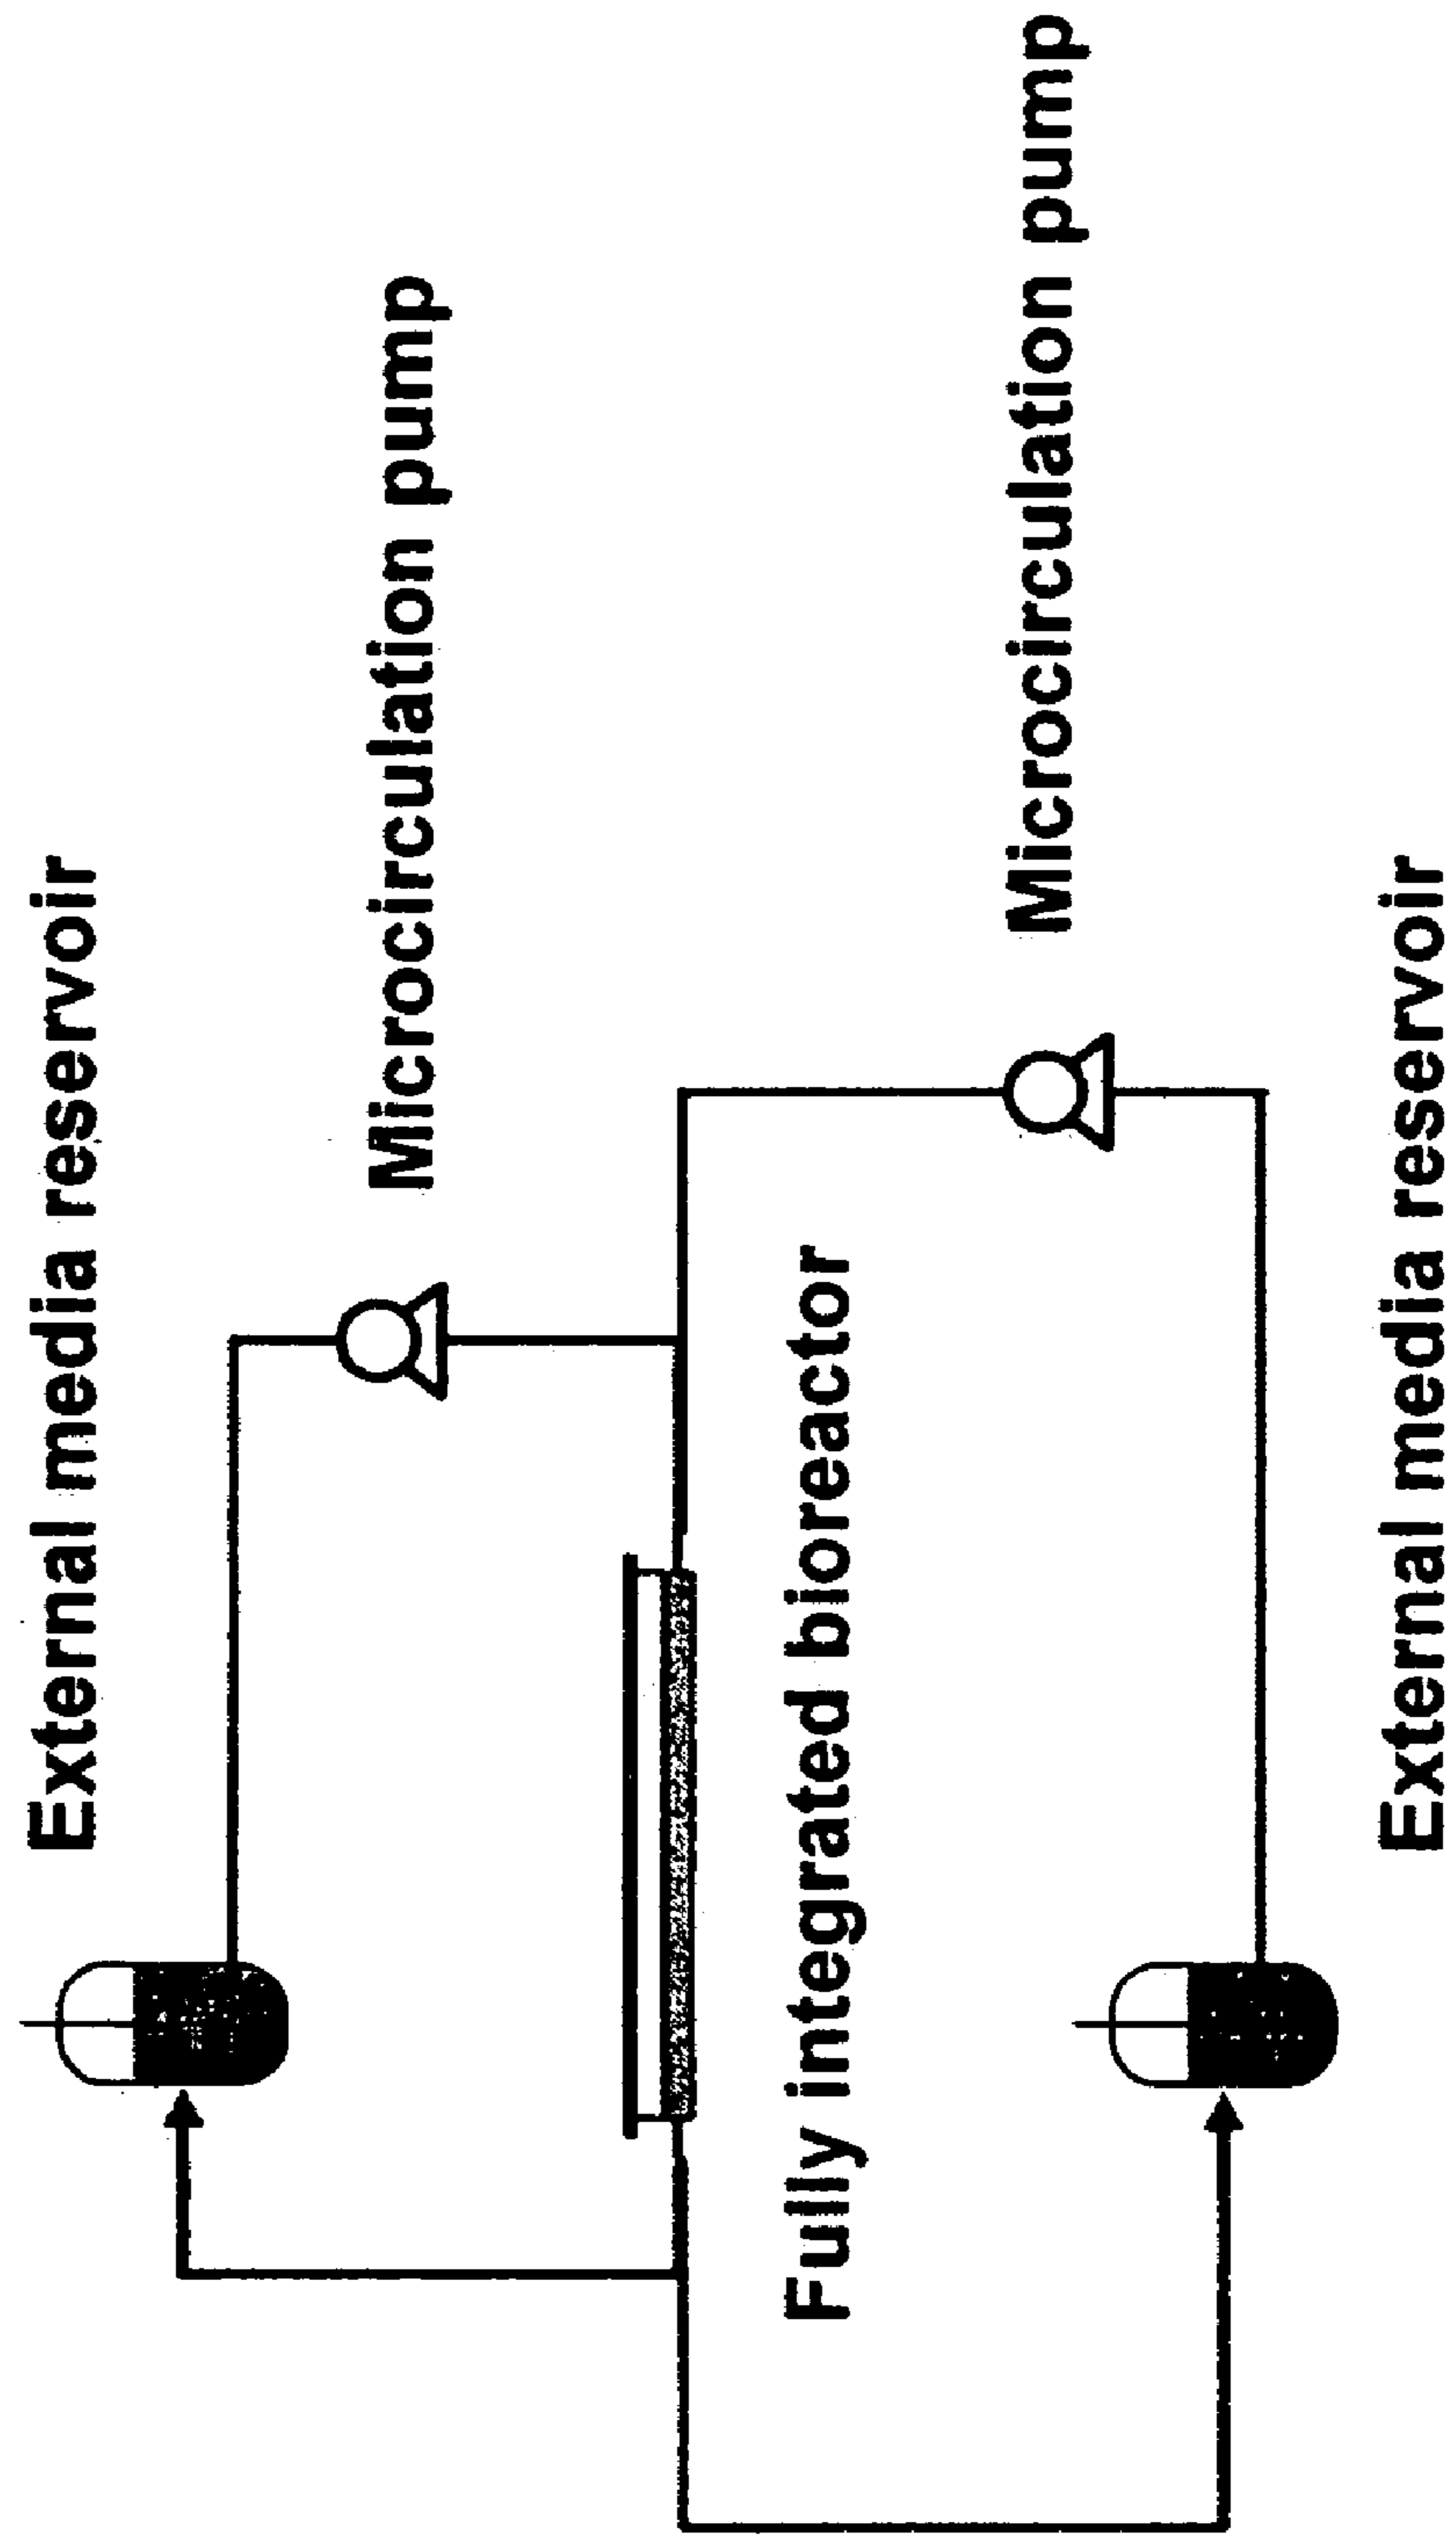 External media reservoir
Microcirculation pump
Fully integrated bioreactor
Microcirculation pump
External media reservoir